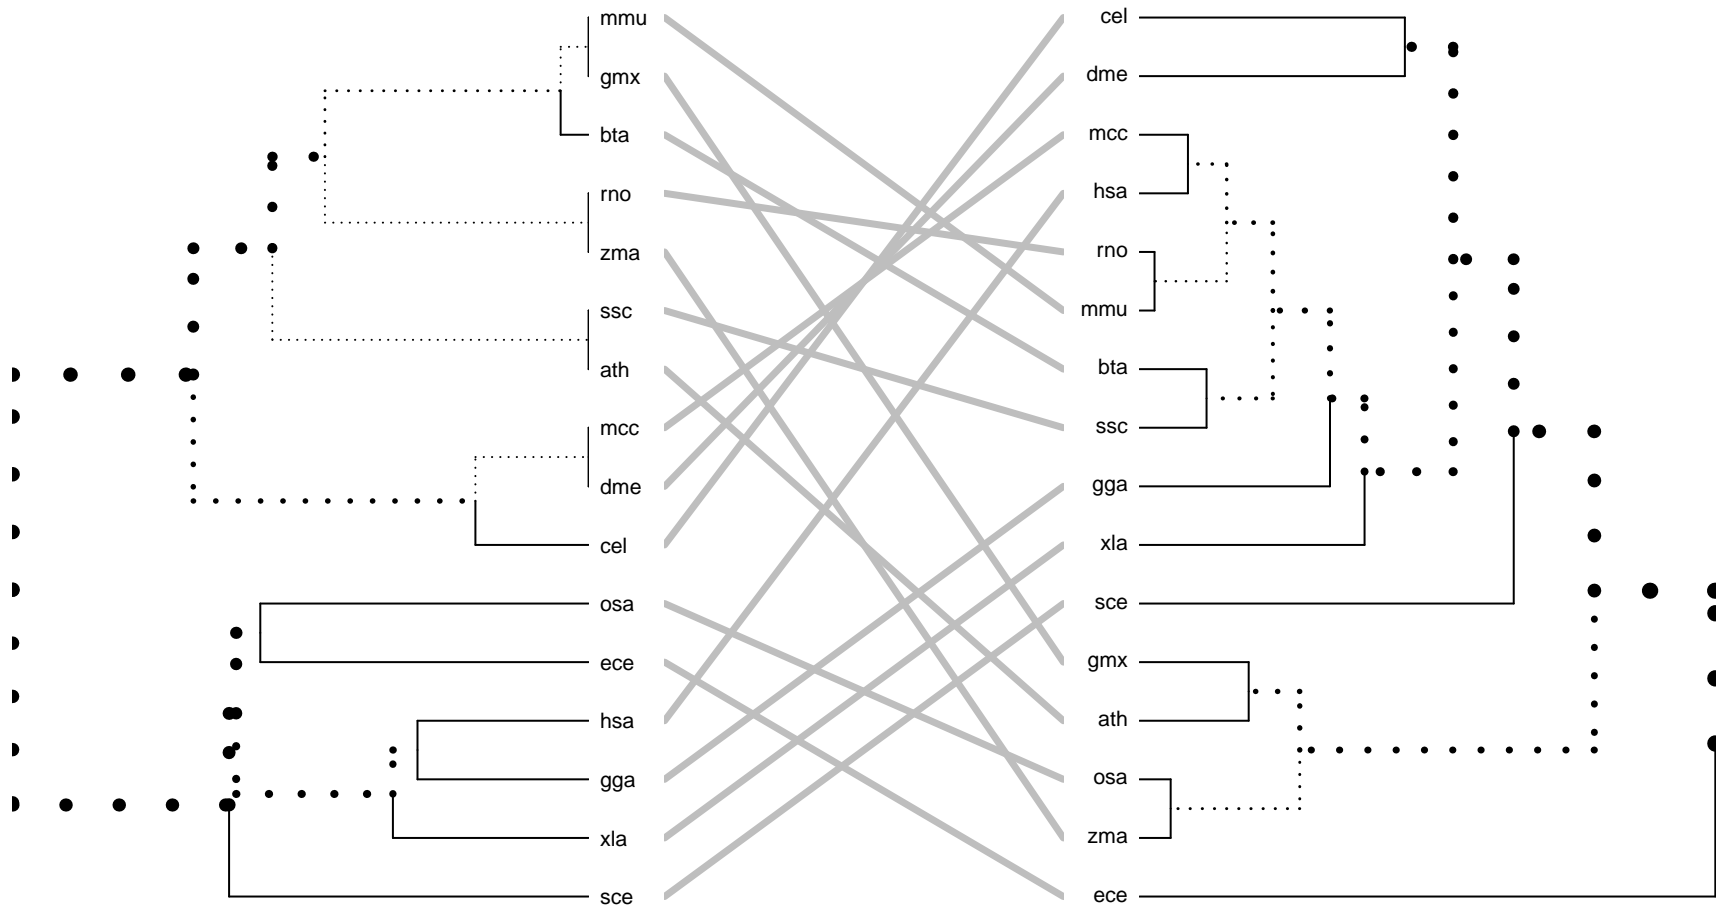 mmu
gmx
bta
rno
zma
ssc
ath
mcc
dme
cel
osa
ece
hsa
gga
xla
sce
cel
dme
mcc
hsa
rno
mmu
bta
ssc
gga
xla
sce
gmx
ath
osa
zma
ece